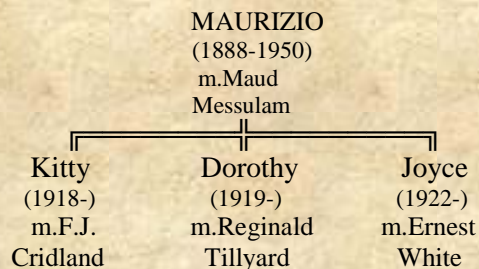 MAURIZIO
(1888-1950)
m.Maud
Messulam
Kitty Dorothy Joyce
(1918-) (1919-) (1922-)
m.F.J. m.Reginald m.Ernest
Cridland Tillyard White